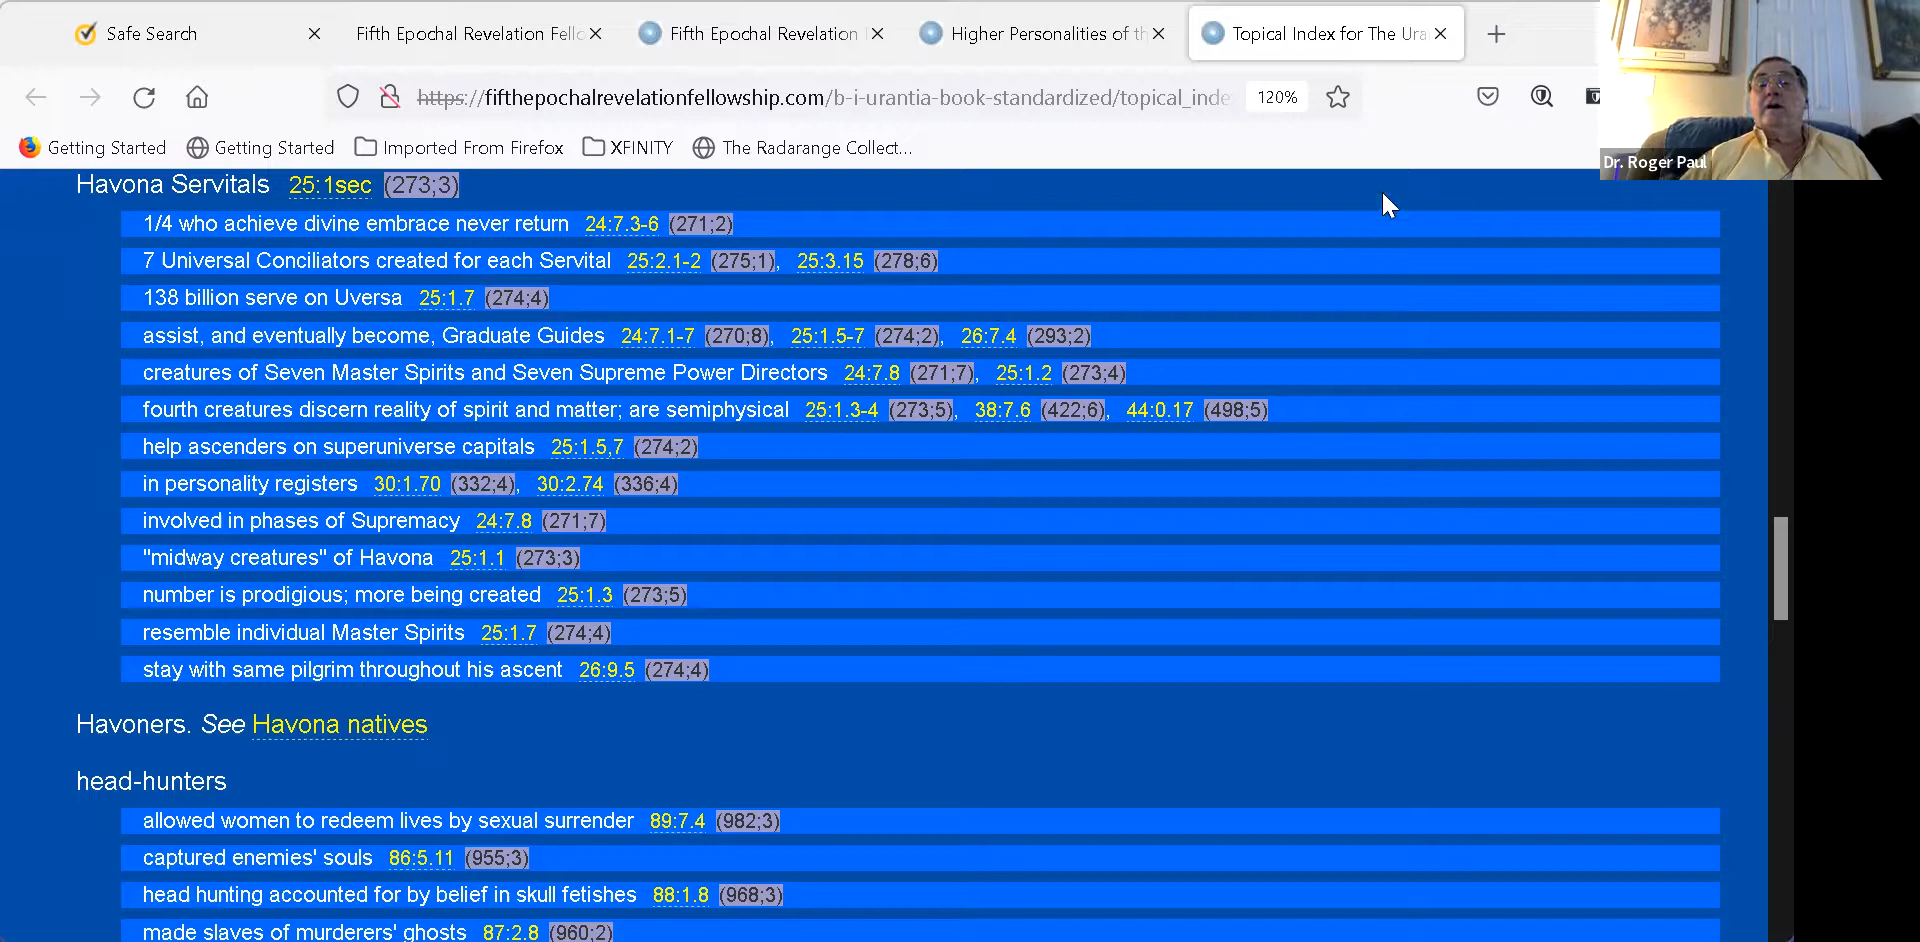 Safe Search
Fifth Epochal Revelation Fello
Fifth Epochal Revelation
Higher Personalities of th
Topical Index for The Ura
https://fifthepochalrevelationfellowship.com/b-i-urantia-book-standardized/topical_inde
120%
Getting Started
Getting Started
Imported From Firefox
XFINITY
The Radarange Collect...
Dr. Roger Paul
Havona Servitals 25:1sec (273;3)
1/4 who achieve divine embrace never return 24:7.3-6 (271;2)
7 Universal Conciliators created for each Servital 25:2.1-2 (275;1), 25:3.15 (278;6)
138 billion serve on Uversa 25:1.7 (274;4)
assist, and eventually become, Graduate Guides 24:7.1-7 (270;8), 25:1.5-7 (274;2), 26:7.4 (293;2)
creatures of Seven Master Spirits and Seven Supreme Power Directors 24:7.8 (271;7), 25:1.2 (273;4)
fourth creatures discern reality of spirit and matter; are semiphysical 25:1.3-4 (273;5), 38:7.6 (422;6), 44:0.17 (498;5)
help ascenders on superuniverse capitals 25:1.5,7 (274;2)
in personality registers 30:1.70 (332;4), 30:2.74 (336;4)
involved in phases of Supremacy 24:7.8 (271;7)
"midway creatures" of Havona 25:1.1 (273;3)
number is prodigious; more being created 25:1.3 (273;5)
resemble individual Master Spirits 25:1.7 (274;4)
stay with same pilgrim throughout his ascent 26:9.5 (274;4)
Havoners. See Havona natives
head-hunters
allowed women to redeem lives by sexual surrender 89:7.4 (982;3)
captured enemies' souls 86:5.11 (955;3)
head hunting accounted for by belief in skull fetishes 88:1.8 (968;3)
made slaves of murderers' ghosts 87:2.8 (960;2)